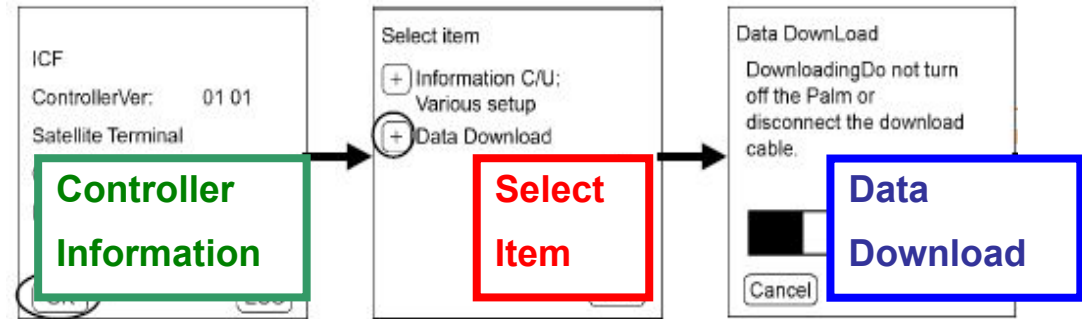 ICF
ControllerVer: 01 01
Satellite Terminal
Controller
Information
Select item
+ Information C/U:
Various setup
+ Data Download
Select
Item
Data DownLoad
DownloadingDo not turn
off the Palm or
disconnect the download
cable.
Data
Download
Cancel